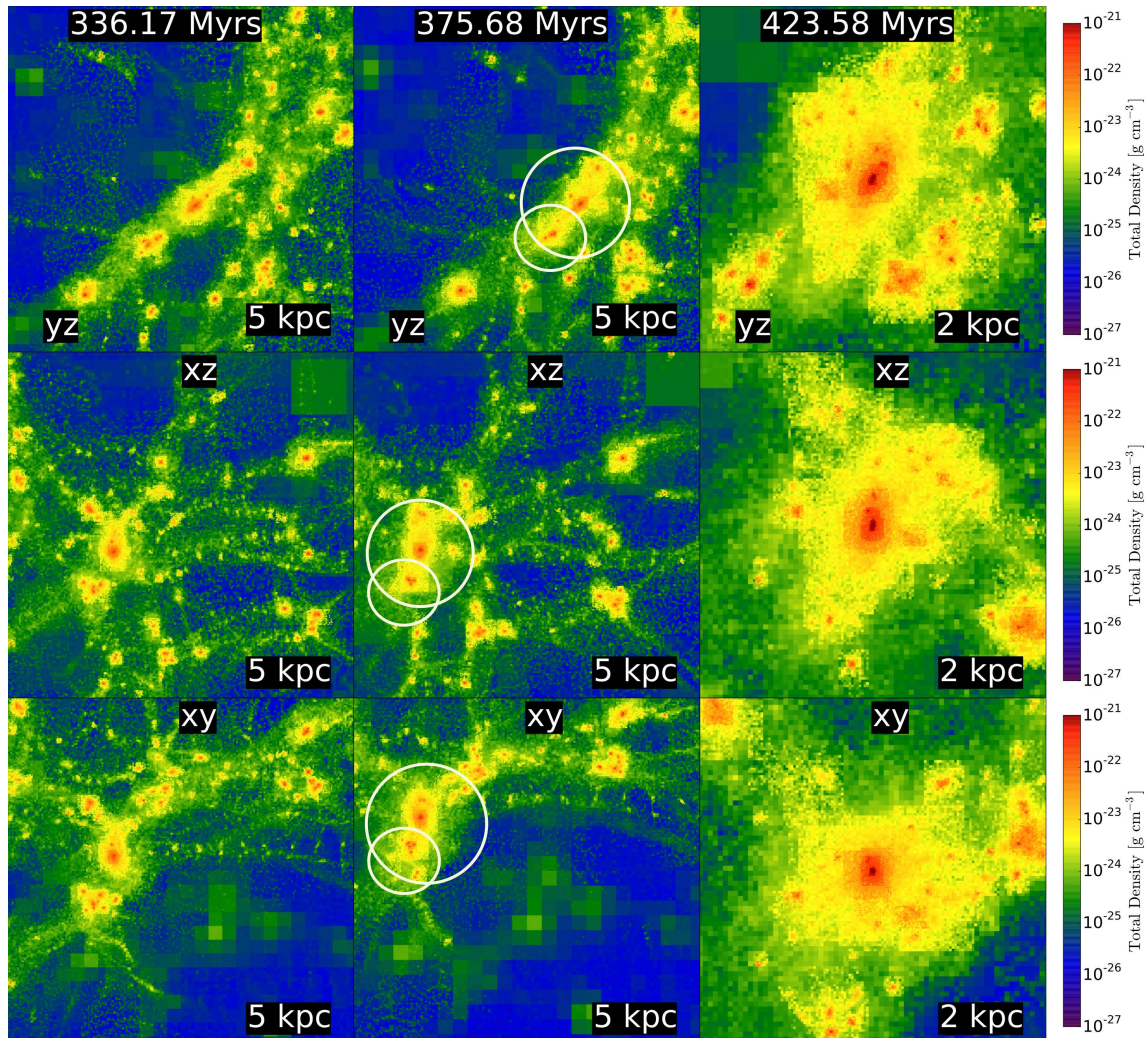 336.17 Myrs
375.68 Myrs
423.58 Myrs
yz
5 kpc
yz
5 kpc
yz
2 kpc
10⁻²¹
10⁻²²
10⁻²³
10⁻²⁴
10⁻²⁵
10⁻²⁶
10⁻²⁷
Total Density [g cm⁻³]
xz
5 kpc
xz
5 kpc
xz
2 kpc
10⁻²¹
10⁻²²
10⁻²³
10⁻²⁴
10⁻²⁵
10⁻²⁶
10⁻²⁷
Total Density [g cm⁻³]
xy
5 kpc
xy
5 kpc
xy
2 kpc
10⁻²¹
10⁻²²
10⁻²³
10⁻²⁴
10⁻²⁵
10⁻²⁶
10⁻²⁷
Total Density [g cm⁻³]